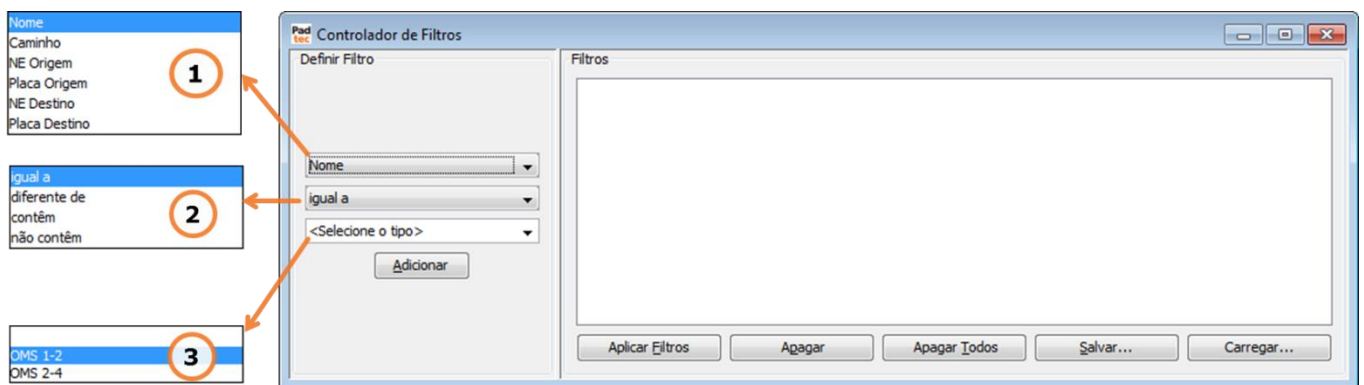 Nome
Caminho
NE Origem
Placa Origem
NE Destino
Placa Destino
1
igual a
diferente de
contêm
não contêm
2
OMS 1-2
OMS 2-4
3
Pad
tec
Controlador de Filtros
Definir Filtro
Nome
igual a
<Selecione o tipo>
Adicionar
Filtros
Aplicar Filtros
Apagar
Apagar Todos
Salvar...
Carregar...